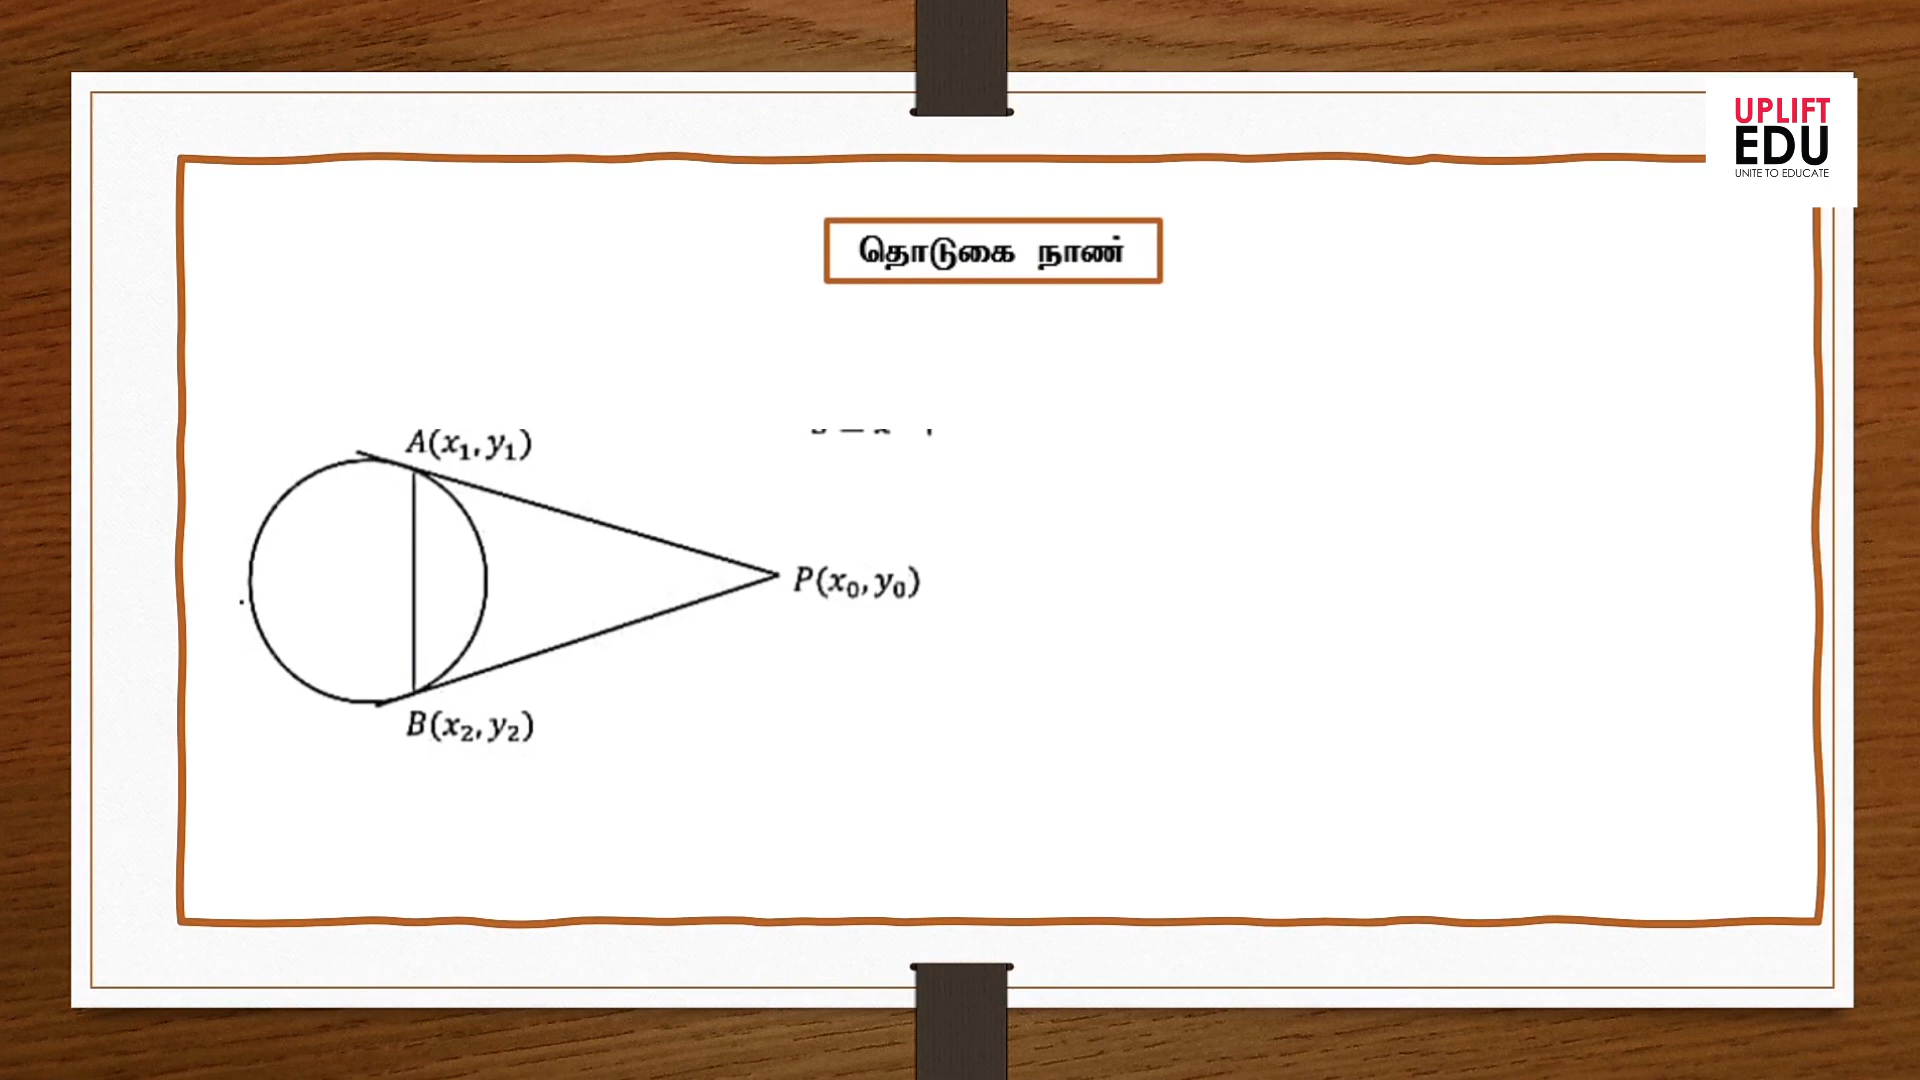 UPLIFT
EDU
UNITE TO EDUCATE
தொடுகை நாண்
A(x₁, y₁)
P(x₀, y₀)
B(x₂, y₂)